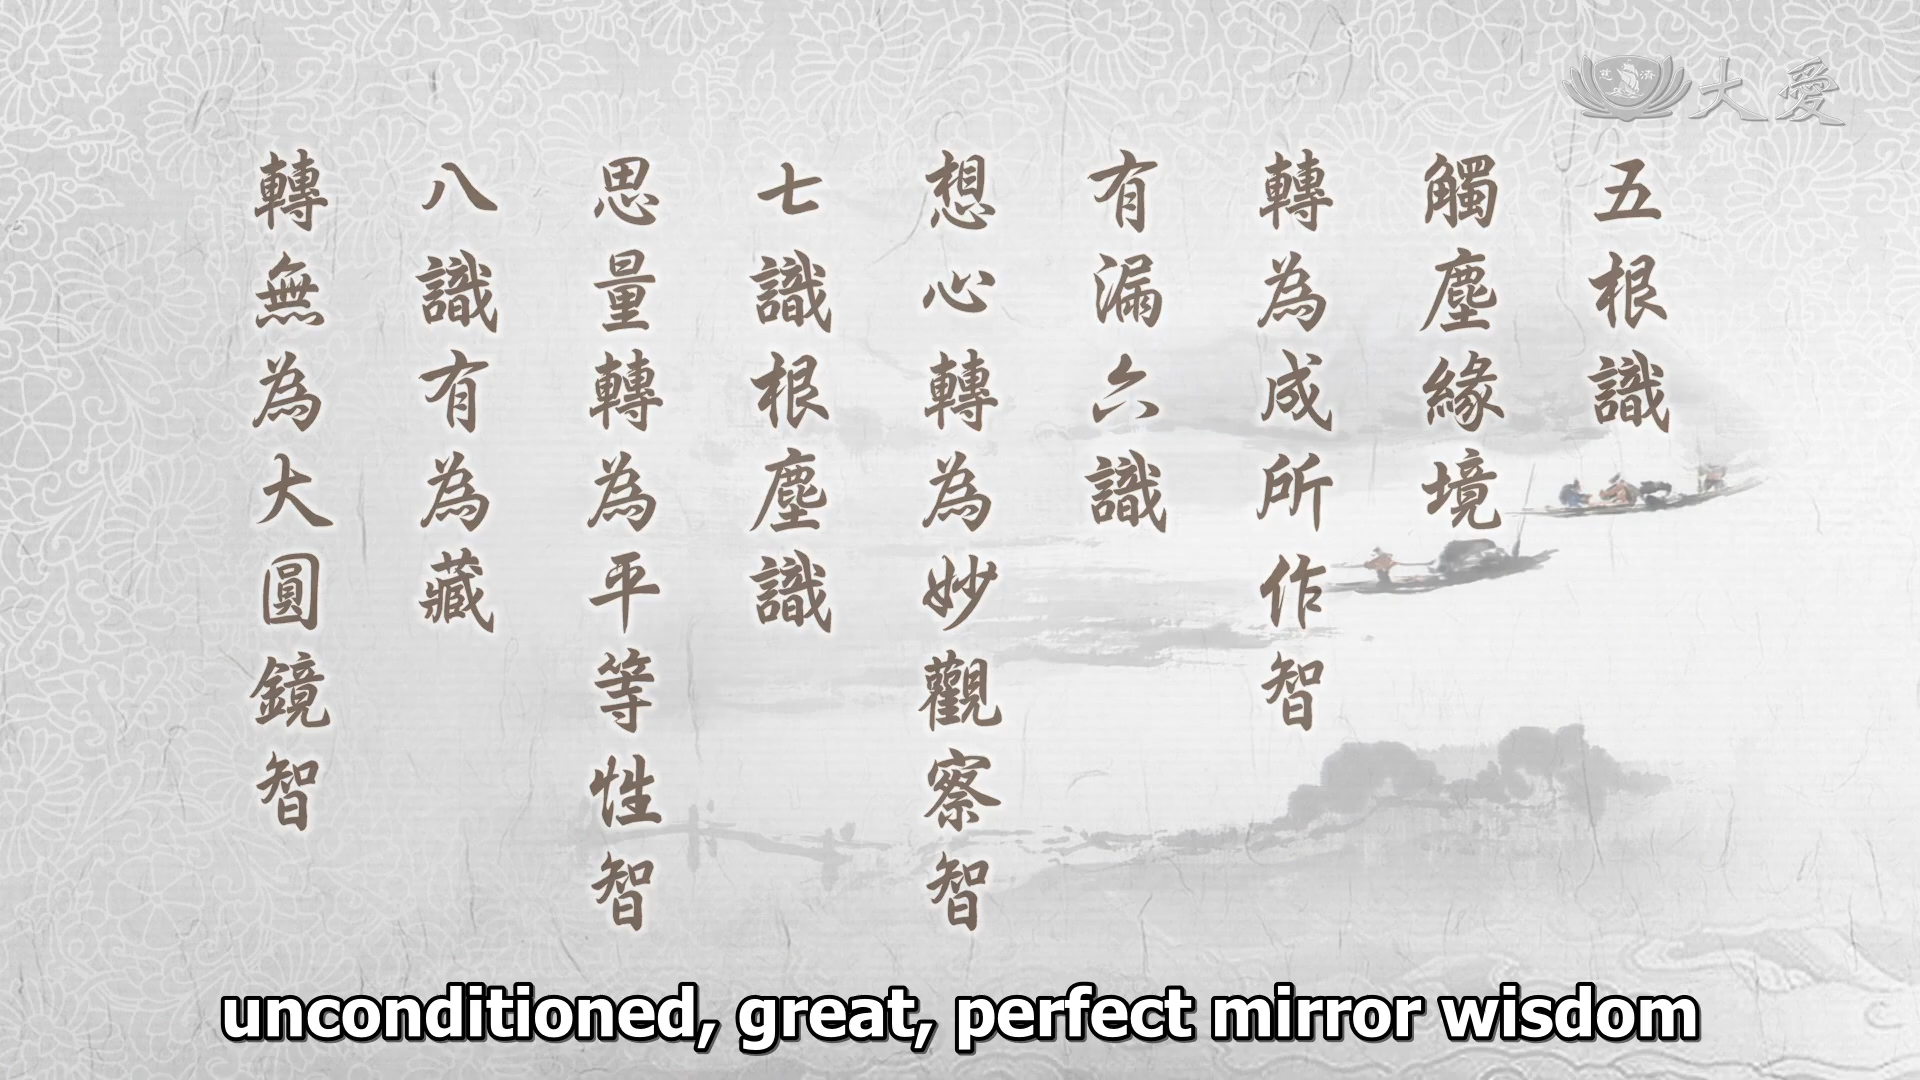 慈濟 大愛
五根識
觸塵緣境
轉為成所作智
有漏六識
想心轉為妙觀察智
七識根塵識
思量轉為平等性智
八識有為藏
轉無為大圓鏡智
unconditioned, great, perfect mirror wisdom